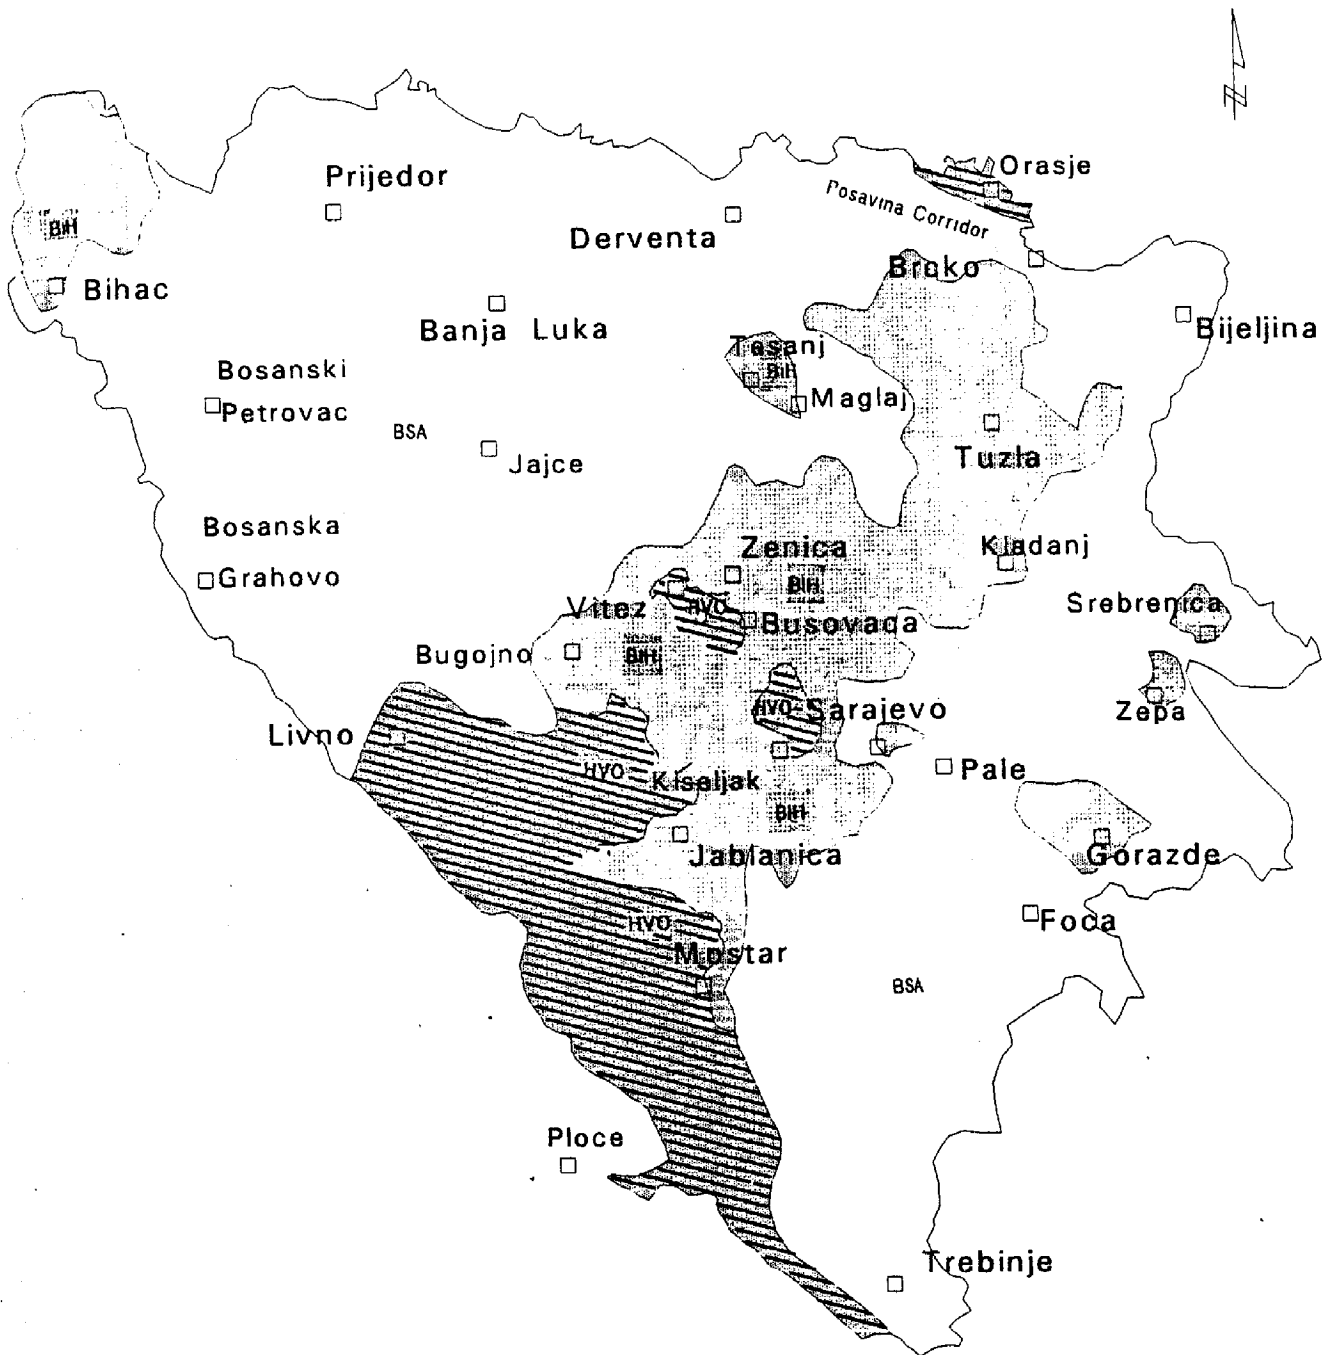 N
Orasje
Prijedor
Posavina Corridor
BiH
Derventa
Brcko
Bihac
Banja Luka
Bijeljina
Tesanj
BiH
Bosanski
Petrovac
Maglaj
BSA
Jajce
Tuzla
Bosanska
Grahovo
Zenica
Kladanj
BiH
Vitez
HVO
Srebrenica
Busovada
Bugojno
BiH
Livno
HVO
Sarajevo
Zepa
HVO
Kiseljak
Pale
BiH
Jablanica
Gorazde
HVO
Foca
Mostar
BSA
Ploce
Trebinje